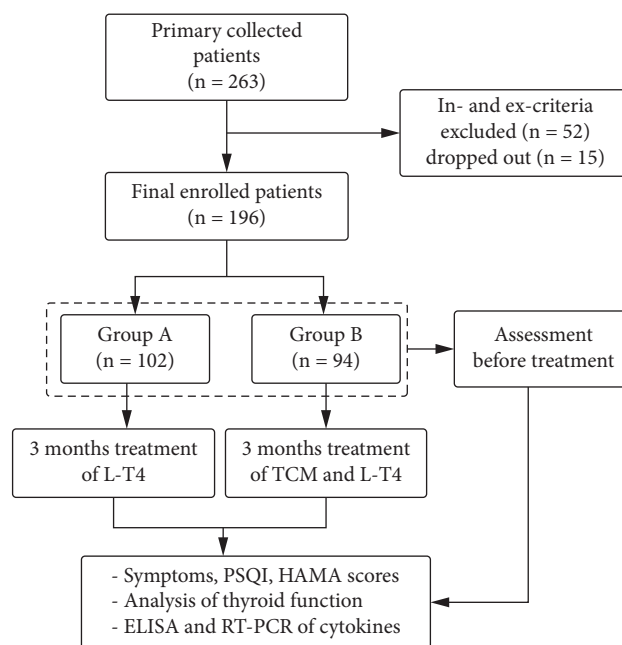 Primary collected
patients
(n = 263)
In- and ex-criteria
excluded (n = 52)
dropped out (n = 15)
Final enrolled patients
(n = 196)
Group A
(n = 102)
Group B
(n = 94)
Assessment
before treatment
3 months treatment
of L-T4
3 months treatment
of TCM and L-T4
- Symptoms, PSQI, HAMA scores
- Analysis of thyroid function
- ELISA and RT-PCR of cytokines